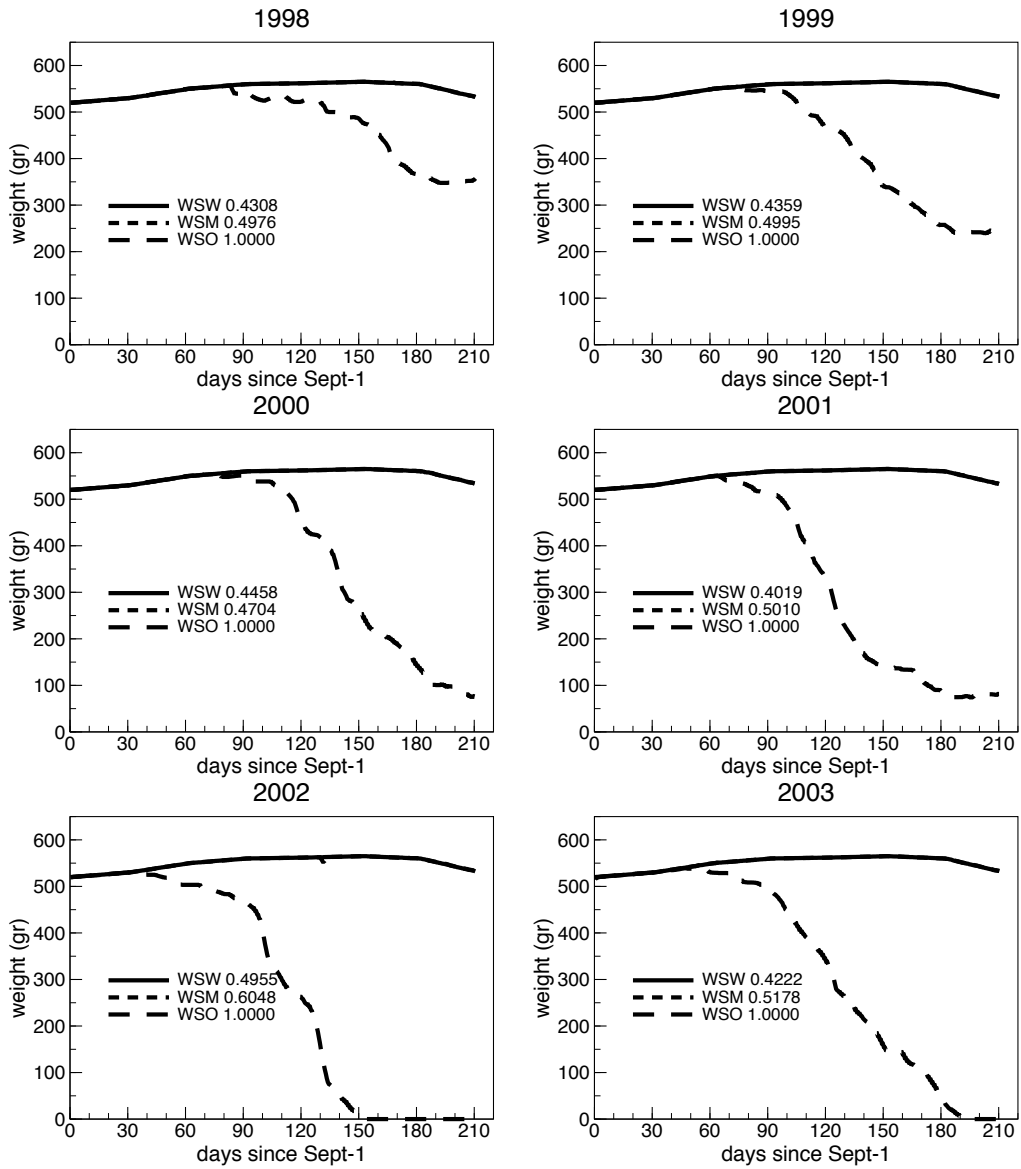 1998
600
500
400
300
200
100
0
weight (gr)
WSW 0.4308
WSM 0.4976
WSO 1.0000
0 30 60 90 120 150 180 210
days since Sept-1
1999
600
500
400
300
200
100
0
weight (gr)
WSW 0.4359
WSM 0.4995
WSO 1.0000
0 30 60 90 120 150 180 210
days since Sept-1
2000
600
500
400
300
200
100
0
weight (gr)
WSW 0.4458
WSM 0.4704
WSO 1.0000
0 30 60 90 120 150 180 210
days since Sept-1
2001
600
500
400
300
200
100
0
weight (gr)
WSW 0.4019
WSM 0.5010
WSO 1.0000
0 30 60 90 120 150 180 210
days since Sept-1
2002
600
500
400
300
200
100
0
weight (gr)
WSW 0.4955
WSM 0.6048
WSO 1.0000
0 30 60 90 120 150 180 210
days since Sept-1
2003
600
500
400
300
200
100
0
weight (gr)
WSW 0.4222
WSM 0.5178
WSO 1.0000
0 30 60 90 120 150 180 210
days since Sept-1